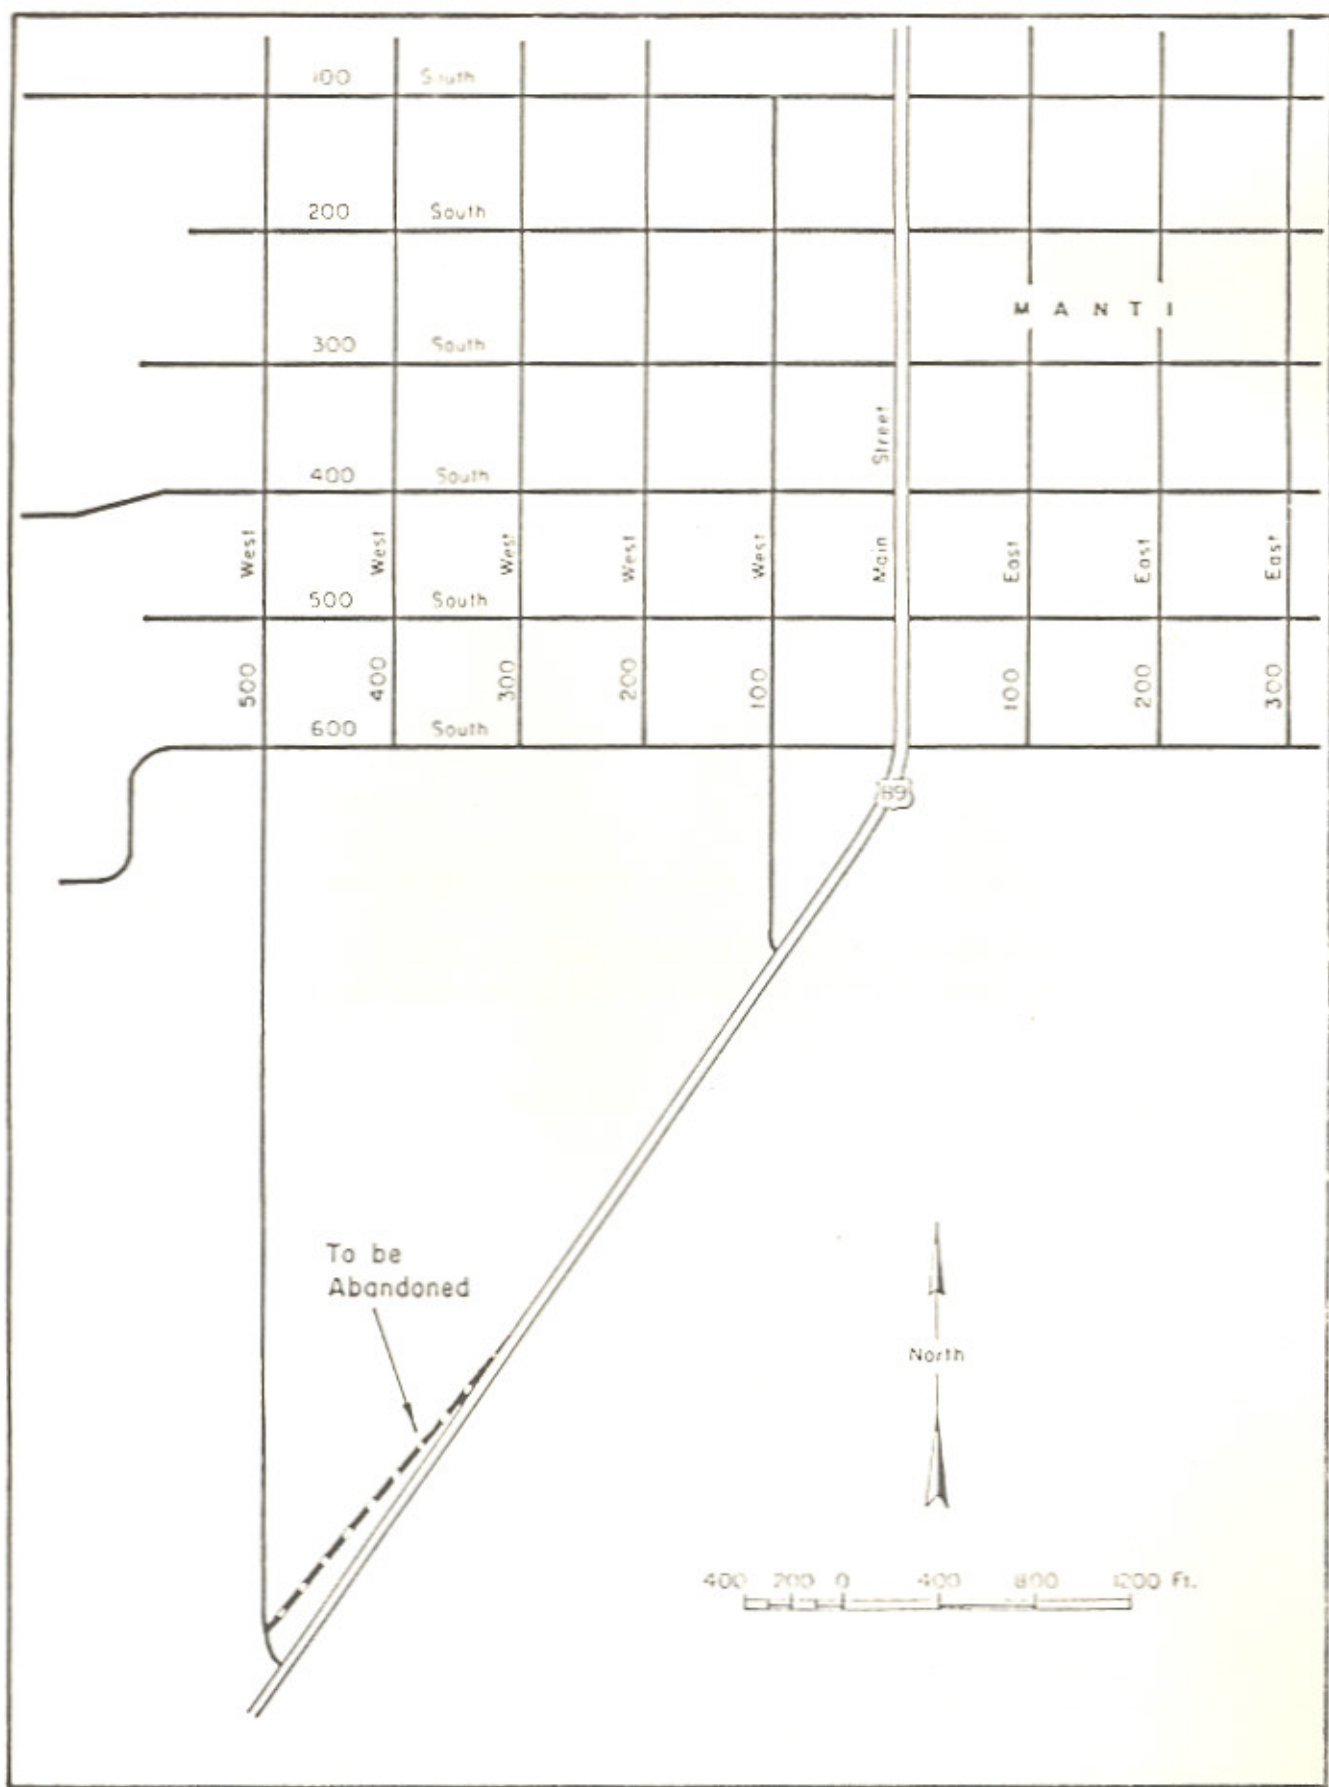 100 South
200 South
MANTI
300 South
Main Street
400 South
500 West
400 West
300 West
200 West
100 West
100 East
200 East
300 East
500 South
600 South
89
To be
Abandoned
North
400 200 0 400 800 1200 Ft.